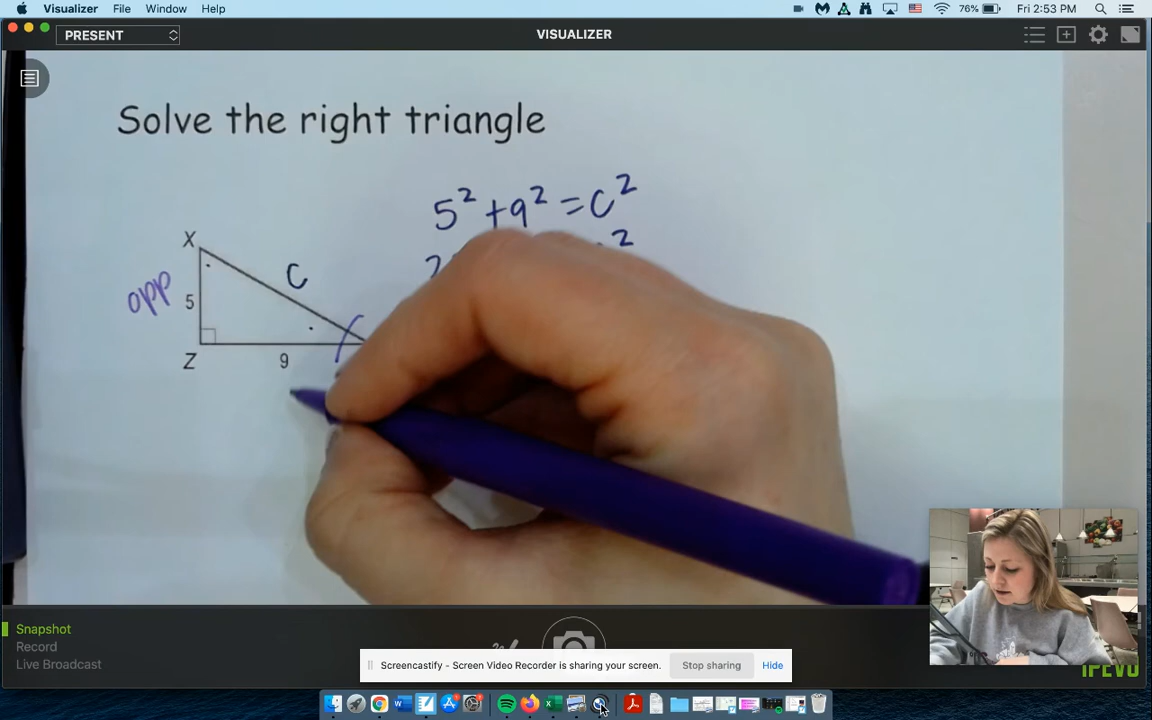 Visualizer File Window Help 76% Fri 2:53 PM
PRESENT VISUALIZER
Solve the right triangle
5² + 9² = c²
²
X
C
opp
5
Z
9
Snapshot
Record
Live Broadcast
Screencastify - Screen Video Recorder is sharing your screen. Stop sharing Hide
IPEVO